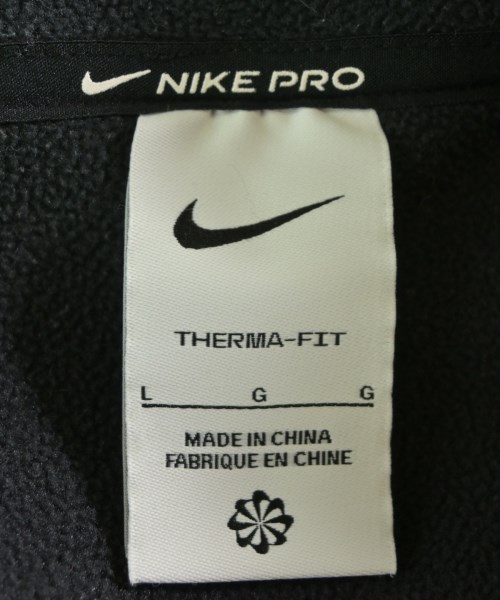 NIKE PRO
THERMA-FIT
L G G
MADE IN CHINA
FABRIQUE EN CHINE